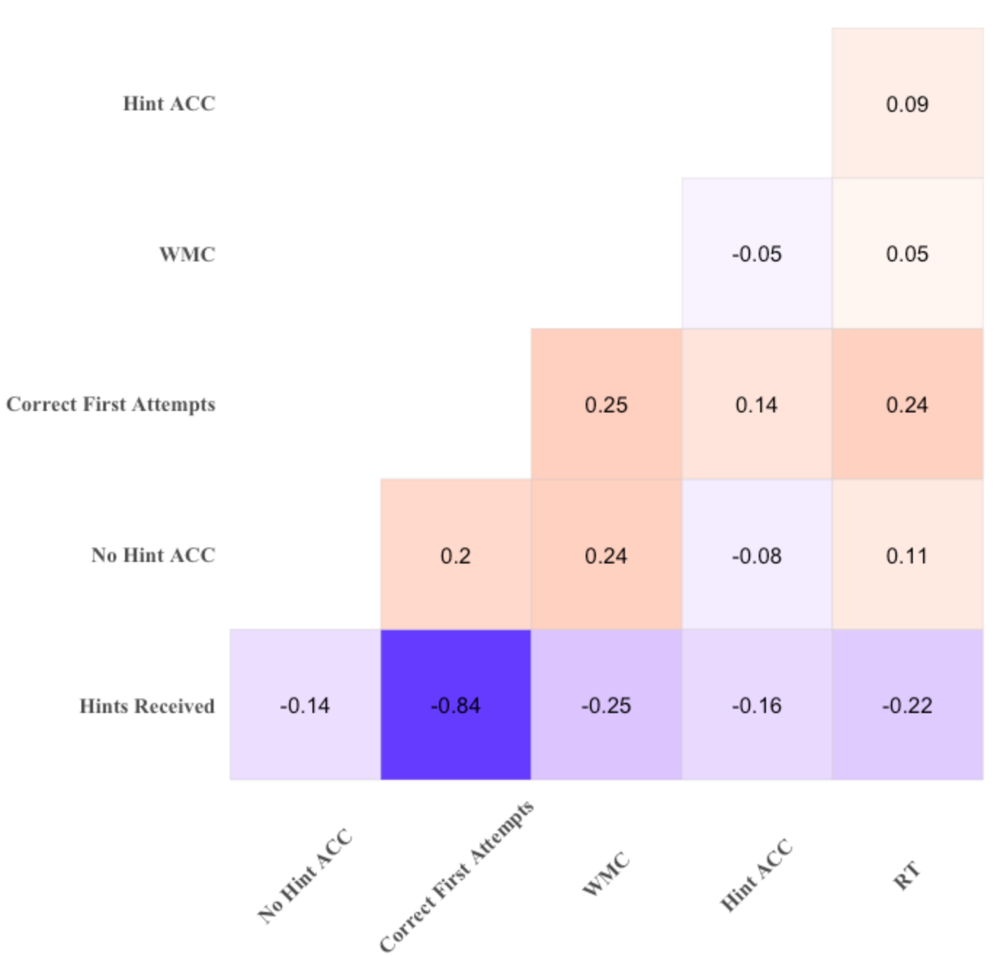 Hint ACC 0.09
WMC -0.05 0.05
Correct First Attempts 0.25 0.14 0.24
No Hint ACC 0.2 0.24 -0.08 0.11
Hints Received -0.14 -0.84 -0.25 -0.16 -0.22
No Hint ACC
Correct First Attempts
WMC
Hint ACC
RT